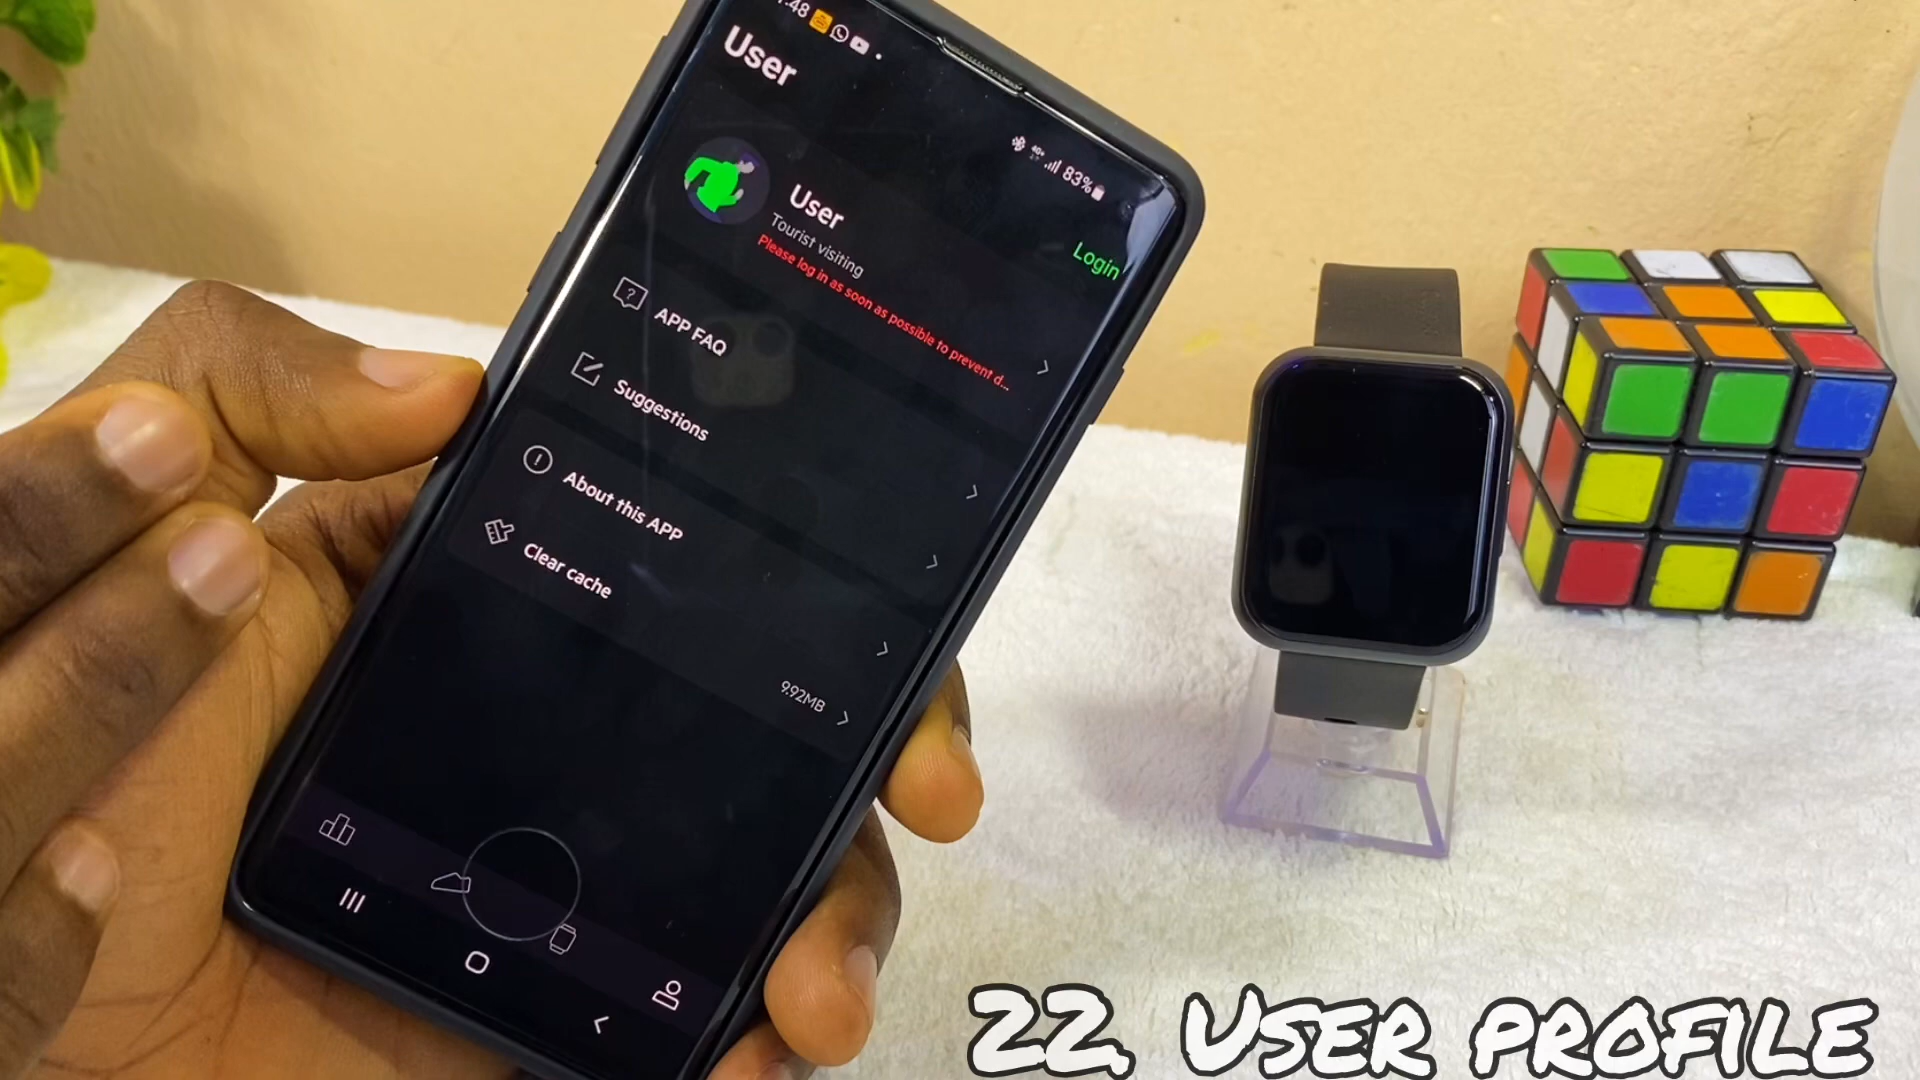 :48
83%
User
User
Tourist visiting
Please log in as soon as possible to prevent d...
Login
APP FAQ
Suggestions
About this APP
Clear cache
9.92MB
22. User profile